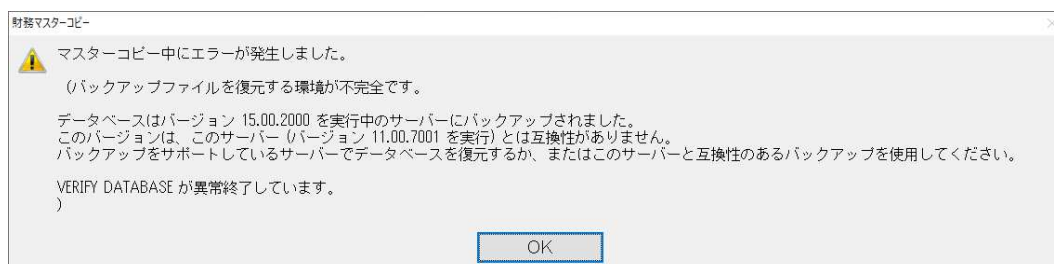 財務マスターコピー
マスターコピー中にエラーが発生しました。
（バックアップファイルを復元する環境が不完全です。
データベースはバージョン 15.00.2000 を実行中のサーバーにバックアップされました。
このバージョンは、このサーバー (バージョン 11.00.7001 を実行) とは互換性がありません。
バックアップをサポートしているサーバーでデータベースを復元するか、またはこのサーバーと互換性のあるバックアップを使用してください。
VERIFY DATABASE が異常終了しています。
)
OK